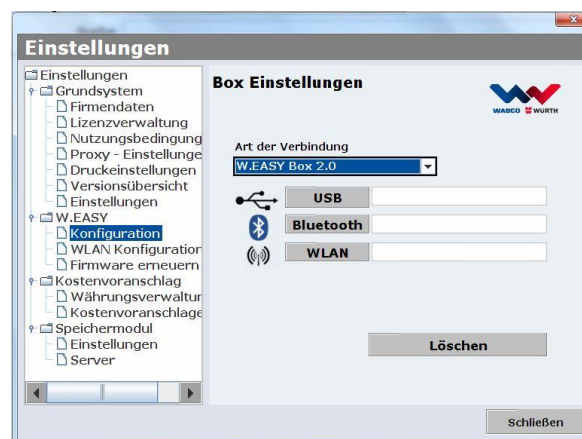 Einstellungen
Einstellungen
Grundsystem
Firmendaten
Lizenzverwaltung
Nutzungsbedingung
Proxy - Einstellunge
Druckeinstellungen
Versionsübersicht
Einstellungen
W.EASY
Konfiguration
WLAN Konfiguration
Firmware erneuern
Kostenvoranschlag
Währungsverwaltur
Kostenvoranschlage
Speichermodul
Einstellungen
Server
Box Einstellungen
WABCO WÜRTH
Art der Verbindung
W.EASY Box 2.0
USB
Bluetooth
WLAN
Löschen
Schließen